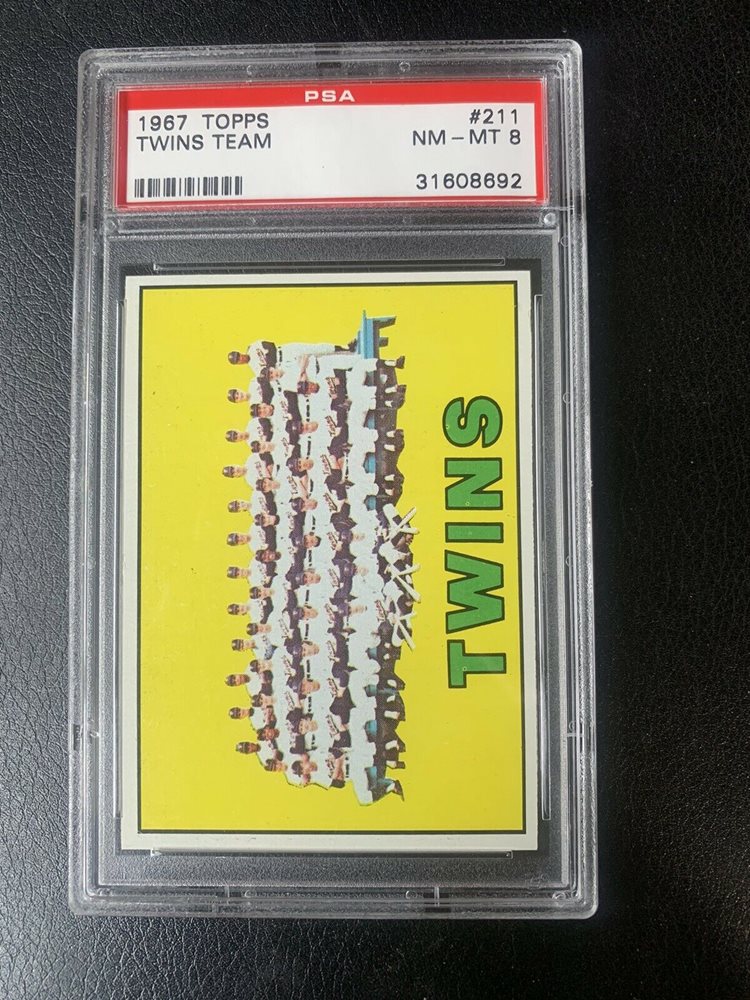 PSA
1967 TOPPS #211
TWINS TEAM NM-MT 8
31608692
TWINS